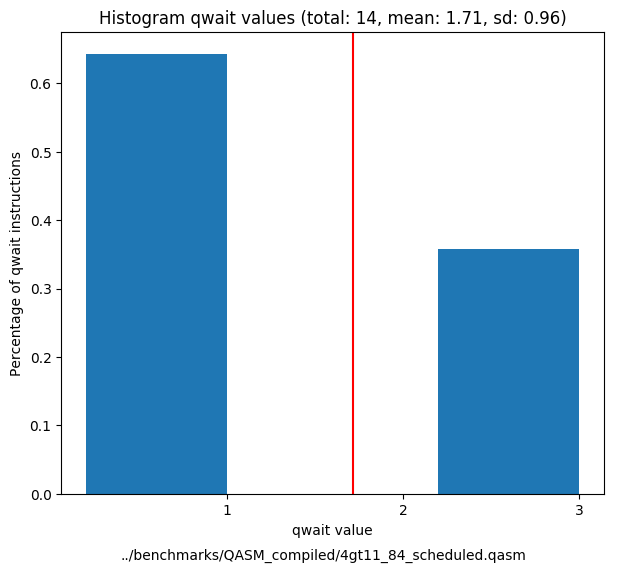 Histogram qwait values (total: 14, mean: 1.71, sd: 0.96)
Percentage of qwait instructions
0.6
0.5
0.4
0.3
0.2
0.1
0.0
1 2 3
qwait value
../benchmarks/QASM_compiled/4gt11_84_scheduled.qasm